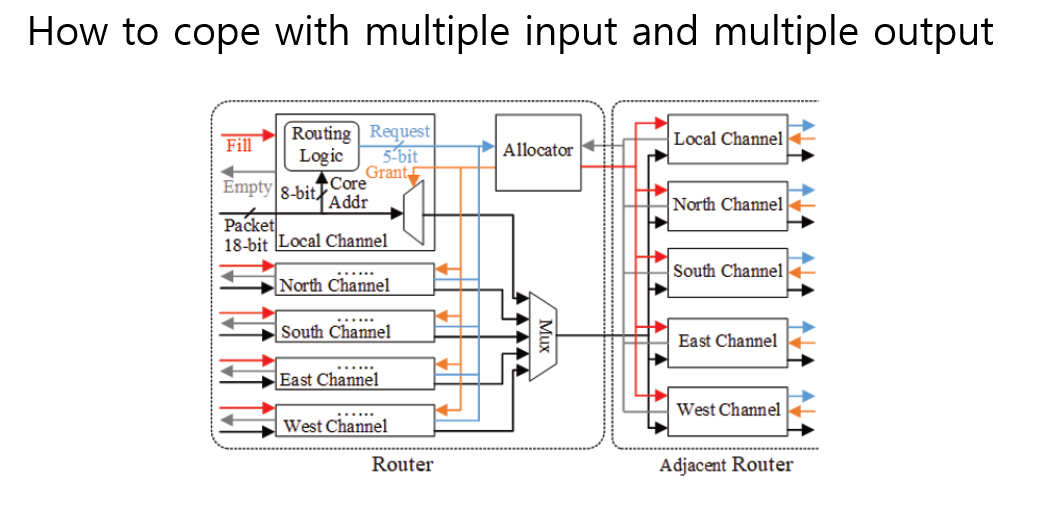 How to cope with multiple input and multiple output
Fill
Empty
Packet
18-bit
Routing
Logic
Request
5-bit
Grant
8-bit
Core
Addr
Local Channel
......
North Channel
......
South Channel
......
East Channel
......
West Channel
Allocator
Mux
Router
Local Channel
North Channel
South Channel
East Channel
West Channel
Adjacent Router